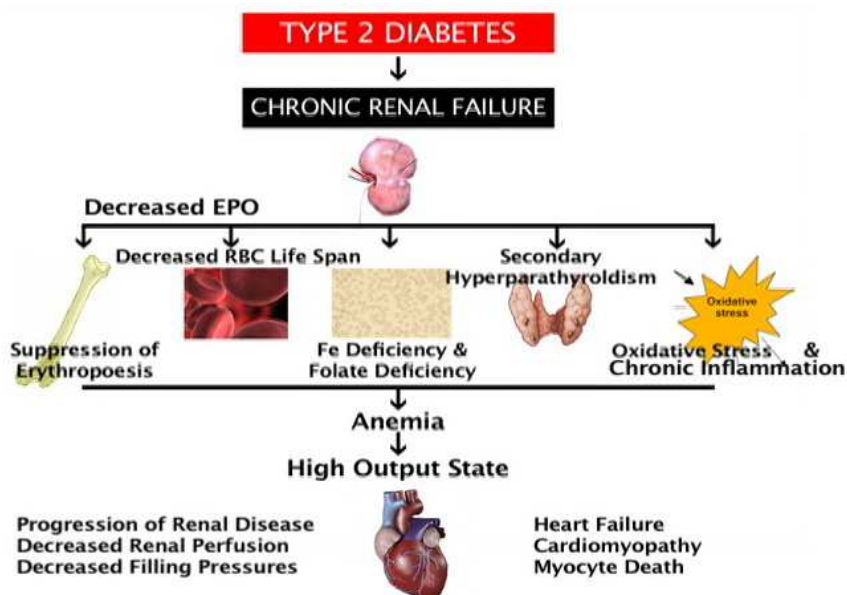 TYPE 2 DIABETES
CHRONIC RENAL FAILURE
Decreased EPO
Decreased RBC Life Span
Secondary
Hyperparathyroldism
Oxidative
stress
Suppression of
Erythropoesis
Fe Deficiency &
Folate Deficiency
Oxidative Stress &
Chronic Inflammation
Anemia
High Output State
Progression of Renal Disease
Decreased Renal Perfusion
Decreased Filling Pressures
Heart Failure
Cardiomyopathy
Myocyte Death